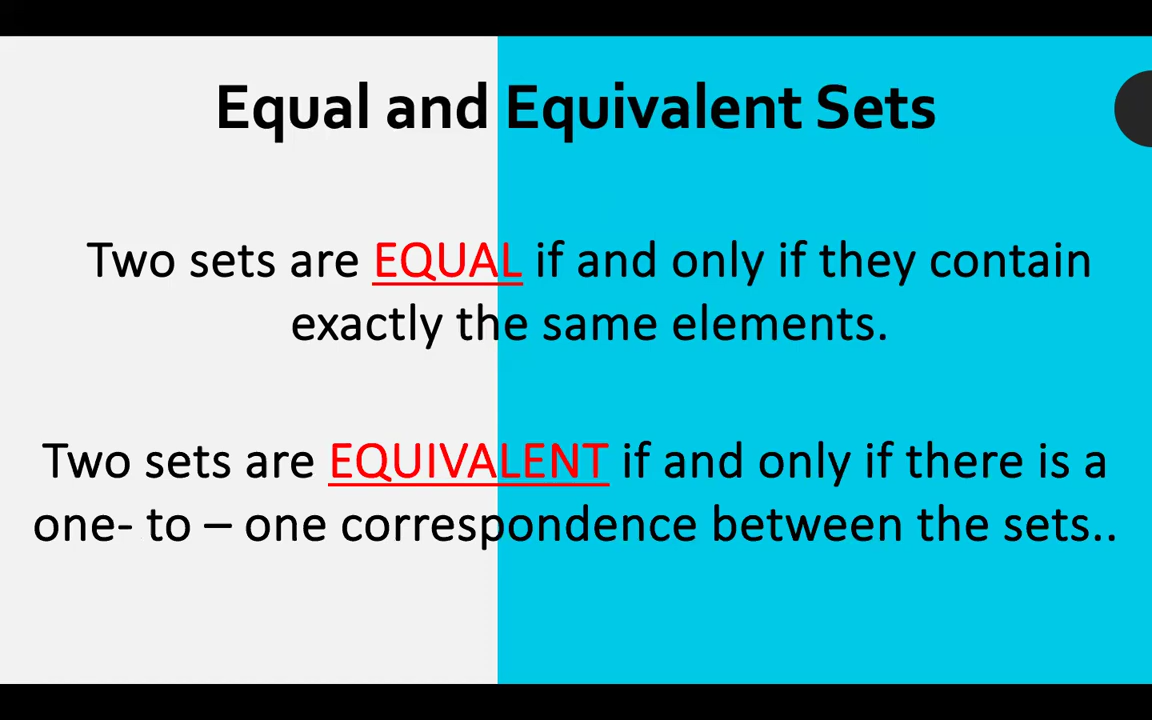 Equal and Equivalent Sets
Two sets are EQUAL if and only if they contain
exactly the same elements.
Two sets are EQUIVALENT if and only if there is a
one- to – one correspondence between the sets..